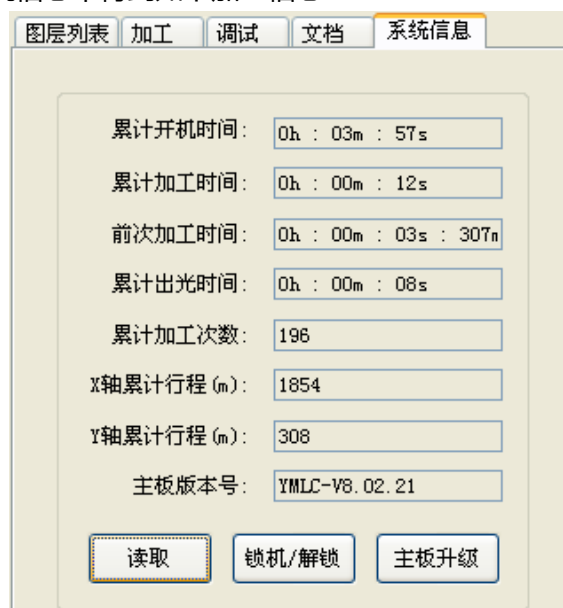 图层列表 加工 调试 文档 系统信息
累计开机时间: 0h : 03m : 57s
累计加工时间: 0h : 00m : 12s
前次加工时间: 0h : 00m : 03s : 307m
累计出光时间: 0h : 00m : 08s
累计加工次数: 196
X轴累计行程(m): 1854
Y轴累计行程(m): 308
主板版本号: YMLC-V8.02.21
读取 锁机/解锁 主板升级